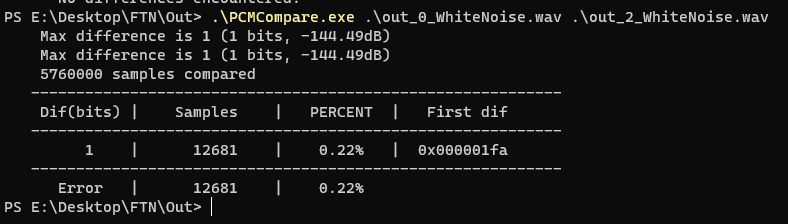 No differences encountered.
PS E:\Desktop\FTN\Out> .\PCMCompare.exe .\out_0_WhiteNoise.wav .\out_2_WhiteNoise.wav
Max difference is 1 (1 bits, -144.49dB)
Max difference is 1 (1 bits, -144.49dB)
5760000 samples compared
------------------------------------------------------------
Dif(bits) | Samples | PERCENT | First dif
------------------------------------------------------------
1 | 12681 | 0.22% | 0x000001fa
------------------------------------------------------------
Error | 12681 | 0.22%
PS E:\Desktop\FTN\Out>